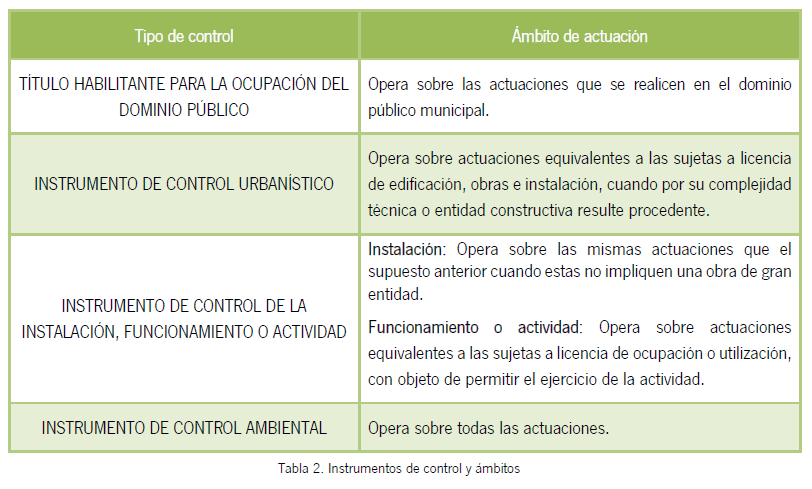 Tipo de control
Ámbito de actuación
TÍTULO HABILITANTE PARA LA OCUPACIÓN DEL
DOMINIO PÚBLICO
Opera sobre las actuaciones que se realicen en el dominio
público municipal.
INSTRUMENTO DE CONTROL URBANÍSTICO
Opera sobre actuaciones equivalentes a las sujetas a licencia
de edificación, obras e instalación, cuando por su complejidad
técnica o entidad constructiva resulte procedente.
INSTRUMENTO DE CONTROL DE LA
INSTALACIÓN, FUNCIONAMIENTO O ACTIVIDAD
Instalación: Opera sobre las mismas actuaciones que el
supuesto anterior cuando estas no impliquen una obra de gran
entidad.
Funcionamiento o actividad: Opera sobre actuaciones
equivalentes a las sujetas a licencia de ocupación o utilización,
con objeto de permitir el ejercicio de la actividad.
INSTRUMENTO DE CONTROL AMBIENTAL
Opera sobre todas las actuaciones.
Tabla 2. Instrumentos de control y ámbitos